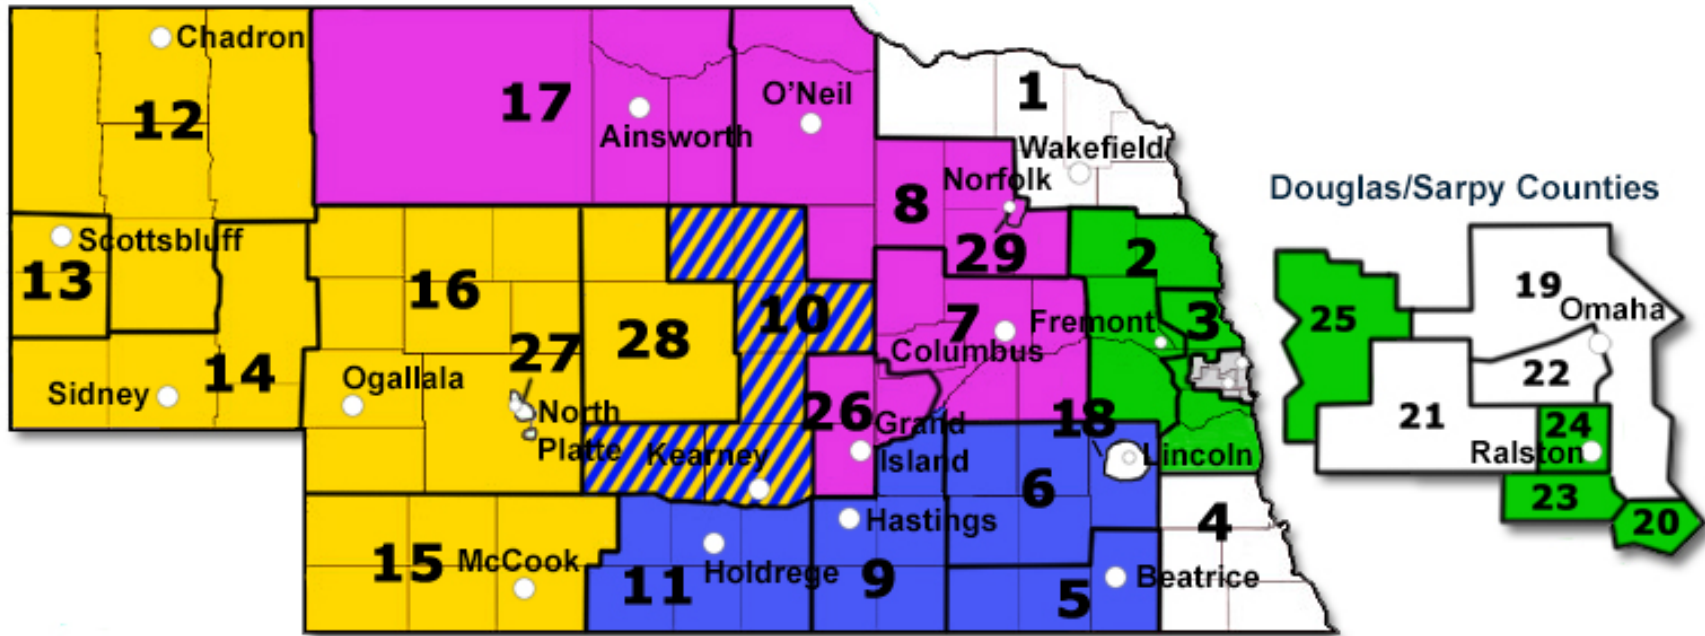 Chadron
12
17
Ainsworth
O'Neil
1
Wakefield
Norfolk
8
29
2
Scottsbluff
13
16
10
28
27
7
Columbus
Fremont
3
Sidney
14
Ogallala
North
Platte
26
Grand
Island
18
Lincoln
Kearney
6
Hastings
4
15
McCook
11
Holdrege
9
5
Beatrice
Douglas/Sarpy Counties
25
19
Omaha
22
21
24
Ralston
23
20